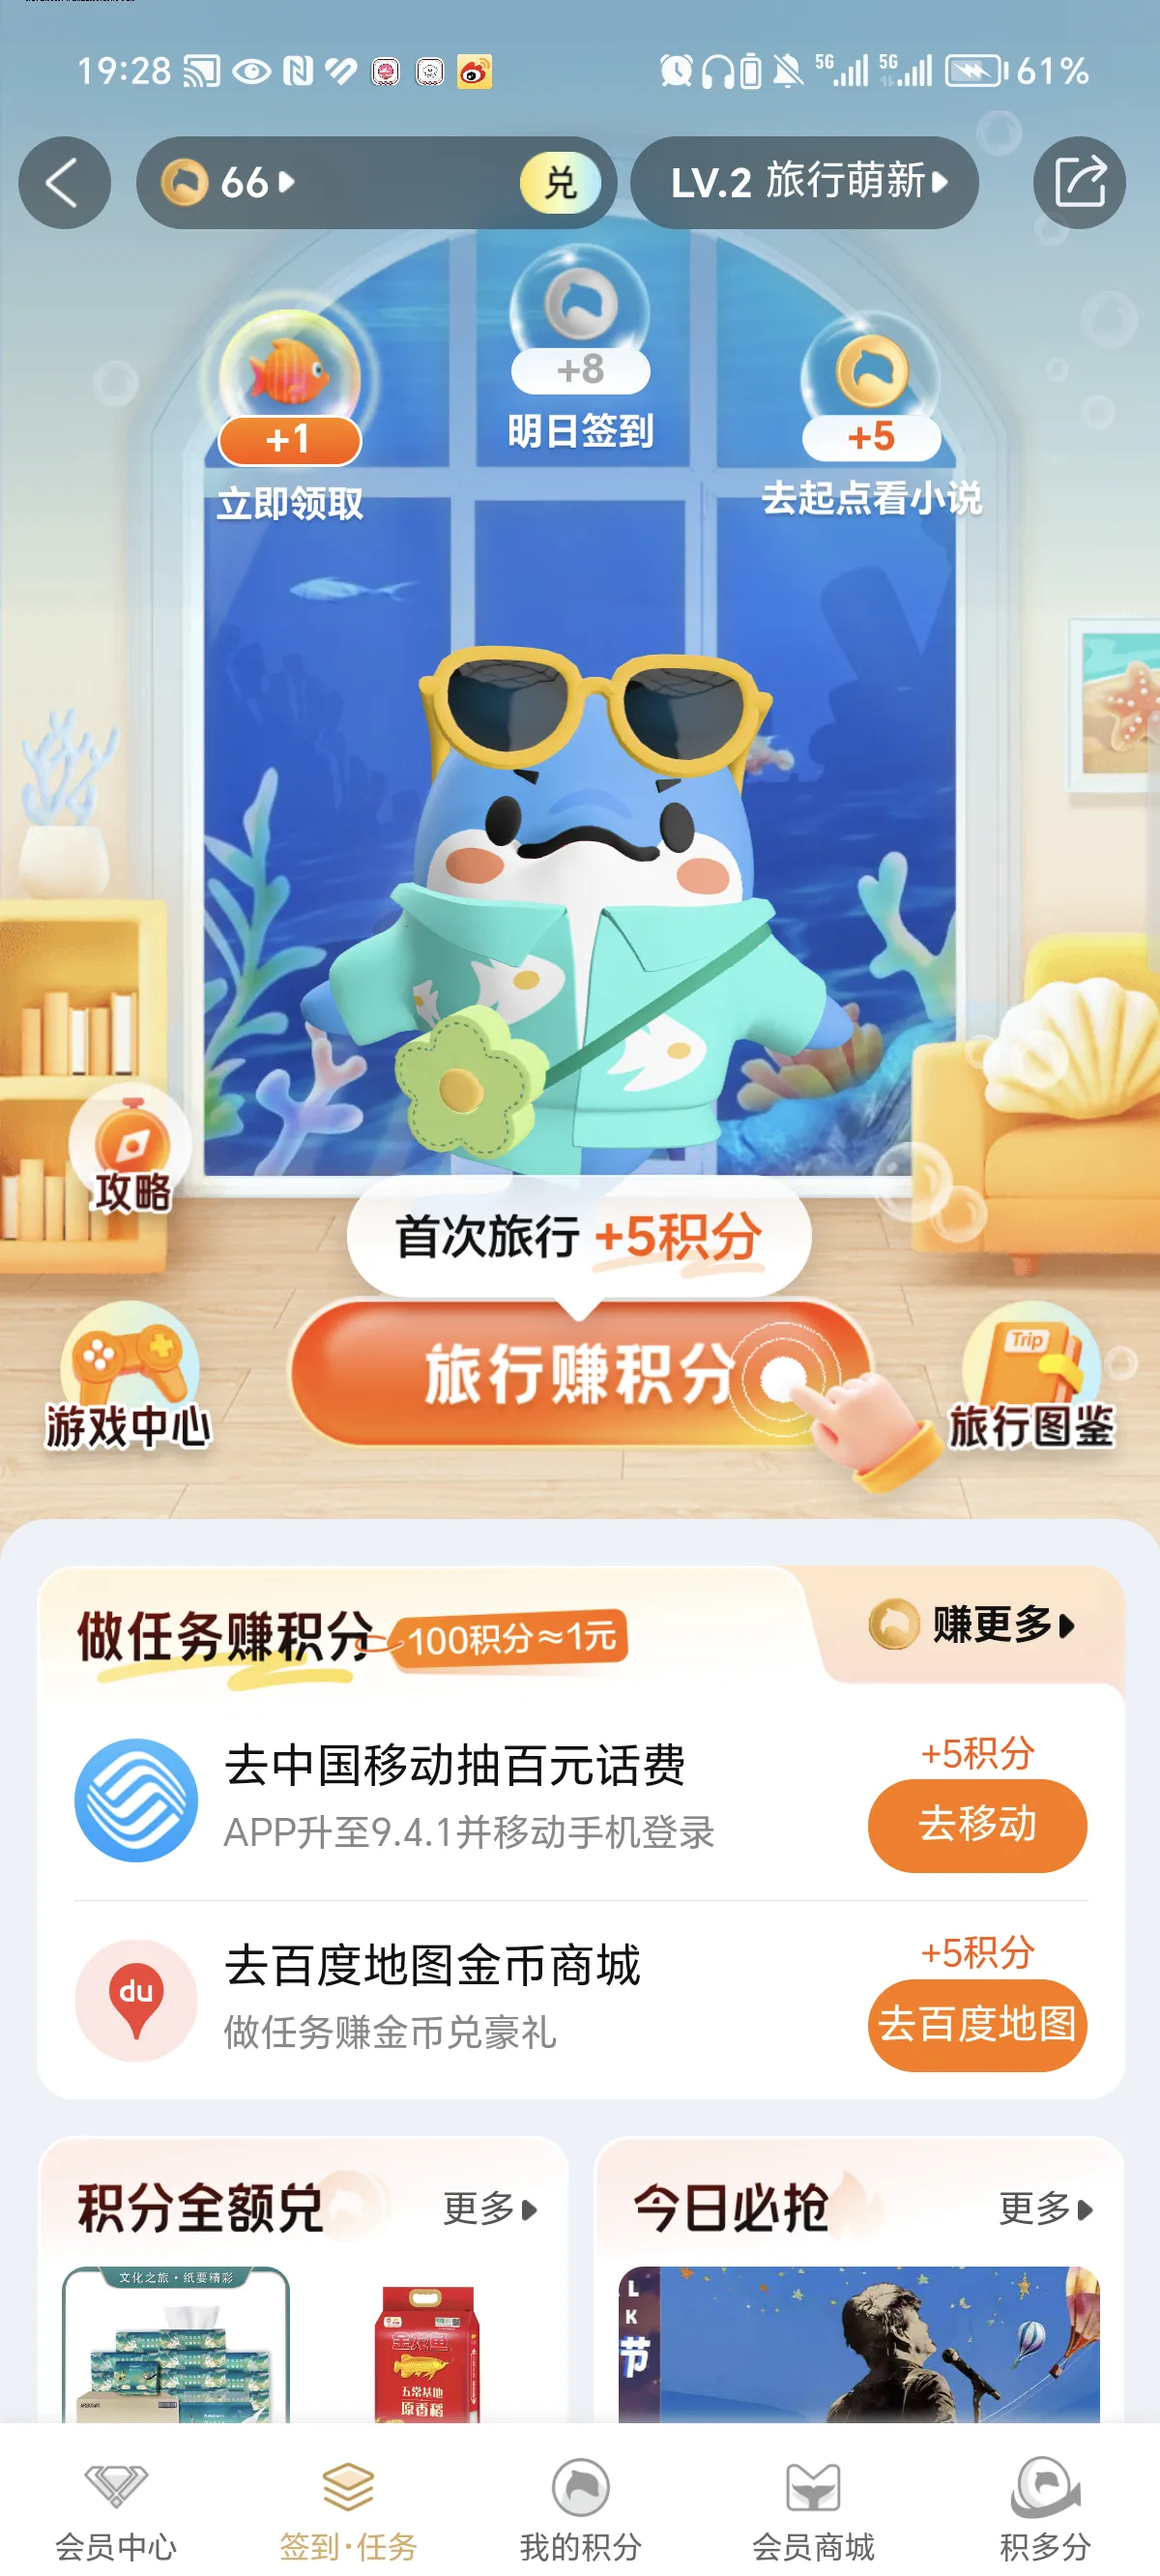 19:28
5G
5G
61%
66
兑
LV.2 旅行萌新
+1
立即领取
+8
明日签到
+5
去起点看小说
攻略
首次旅行 +5积分
旅行赚积分
游戏中心
Trip
旅行图鉴
做任务赚积分
100积分≈1元
赚更多
去中国移动抽百元话费
APP升至9.4.1并移动手机登录
+5积分
去移动
du
去百度地图金币商城
做任务赚金币兑豪礼
+5积分
去百度地图
积分全额兑
更多
今日必抢
更多
文化之旅·纸要精彩
金龙鱼
五常基地
原香稻
L
K
节
会员中心
签到·任务
我的积分
会员商城
积多分